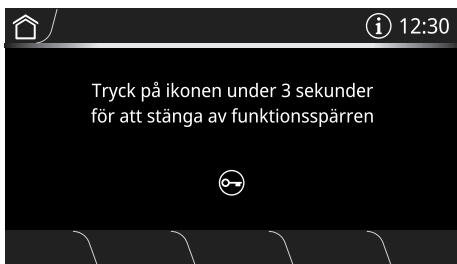 12:30
Tryck på ikonen under 3 sekunder
för att stänga av funktionsspärren